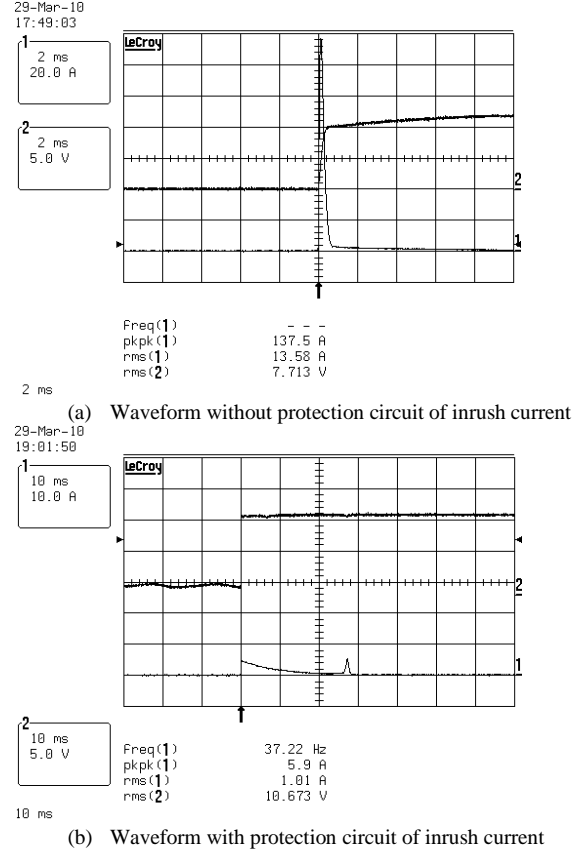 29-Mar-10
17:49:03
1
2 ms
20.0 A
LeCroy
2
2 ms
5.0 V
2
1
Freq(1) - - -
pkpk(1) 137.5 A
rms(1) 13.58 A
rms(2) 7.713 V
2 ms
(a) Waveform without protection circuit of inrush current
29-Mar-10
19:01:50
1
10 ms
10.0 A
LeCroy
2
1
2
10 ms
5.0 V
Freq(1) 37.22 Hz
pkpk(1) 5.9 A
rms(1) 1.01 A
rms(2) 10.673 V
10 ms
(b) Waveform with protection circuit of inrush current